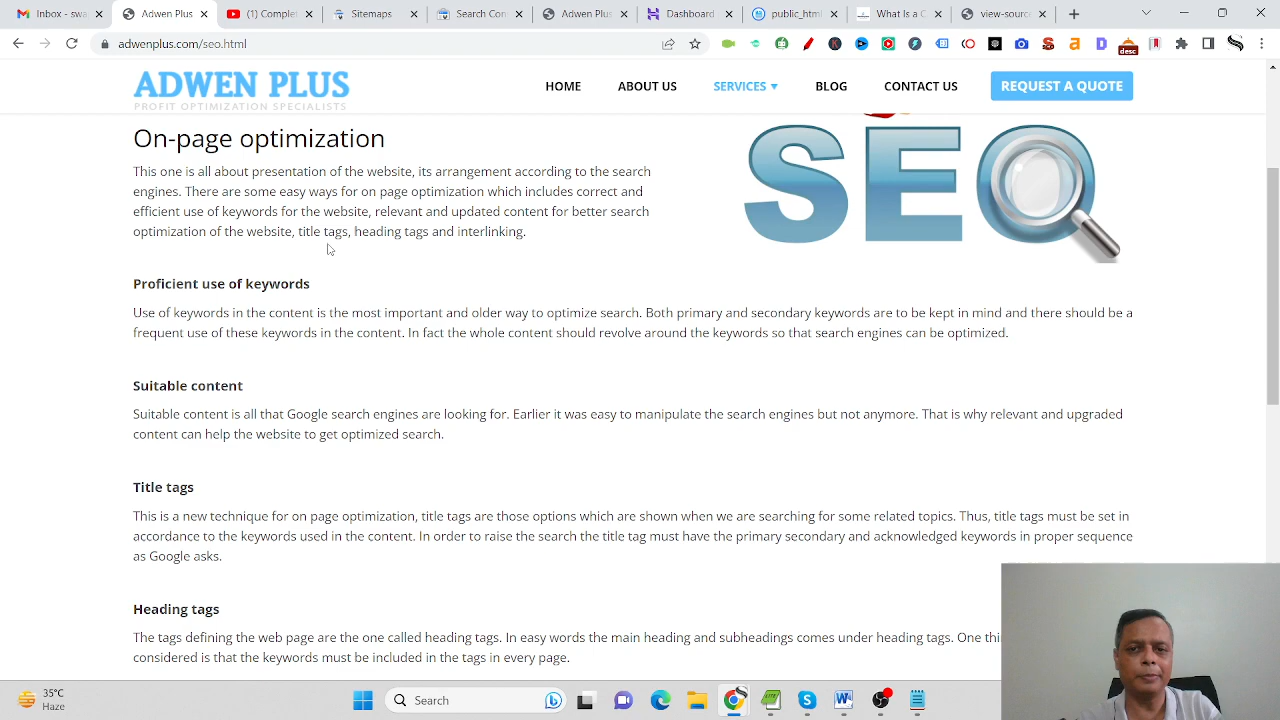 Inbox - swap
Adwen Plus
(1) Complet
Sitemaps
Search Con
Adwen Plus
Dashboard
public_html
What Is a C
view-source
adwenplus.com/seo.html
desc
ADWEN PLUS
PROFIT OPTIMIZATION SPECIALISTS
HOME
ABOUT US
SERVICES
BLOG
CONTACT US
REQUEST A QUOTE
On-page optimization
This one is all about presentation of the website, its arrangement according to the search
engines. There are some easy ways for on page optimization which includes correct and
efficient use of keywords for the website, relevant and updated content for better search
optimization of the website, title tags, heading tags and interlinking.
SEO
Proficient use of keywords
Use of keywords in the content is the most important and older way to optimize search. Both primary and secondary keywords are to be kept in mind and there should be a
frequent use of these keywords in the content. In fact the whole content should revolve around the keywords so that search engines can be optimized.
Suitable content
Suitable content is all that Google search engines are looking for. Earlier it was easy to manipulate the search engines but not anymore. That is why relevant and upgraded
content can help the website to get optimized search.
Title tags
This is a new technique for on page optimization, title tags are those options which are shown when we are searching for some related topics. Thus, title tags must be set in
accordance to the keywords used in the content. In order to raise the search the title tag must have the primary secondary and acknowledged keywords in proper sequence
as Google asks.
Heading tags
The tags defining the web page are the one called heading tags. In easy words the main heading and subheadings comes under heading tags. One thi
considered is that the keywords must be included in the tags in every page.
35°C
Haze
Search